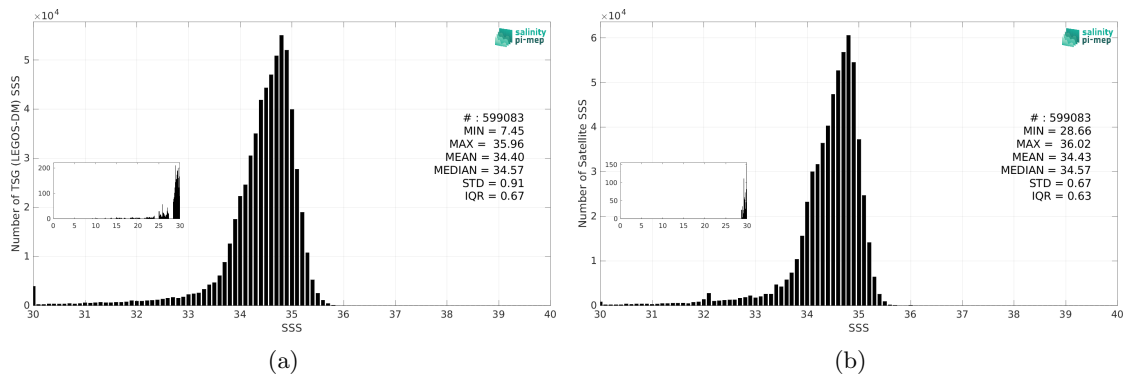 ×10⁴
salinity
pi-mep
5
4
3
2
1
0
Number of TSG (LEGOS-DM) SSS
# : 599083
MIN = 7.45
MAX = 35.96
MEAN = 34.40
MEDIAN = 34.57
STD = 0.91
IQR = 0.67
200
100
0
0 5 10 15 20 25 30
30 31 32 33 34 35 36 37 38 39 40
SSS
(a)
×10⁴
salinity
pi-mep
6
5
4
3
2
1
0
Number of Satellite SSS
# : 599083
MIN = 28.66
MAX = 36.02
MEAN = 34.43
MEDIAN = 34.57
STD = 0.67
IQR = 0.63
150
100
50
0
0 5 10 15 20 25 30
30 31 32 33 34 35 36 37 38 39 40
SSS
(b)